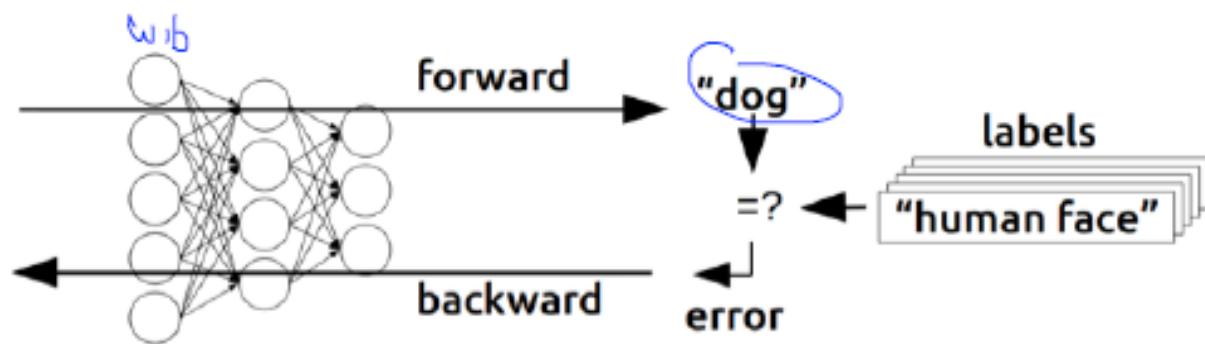 w,b
forward
“dog”
labels
=?
“human face”
backward
error